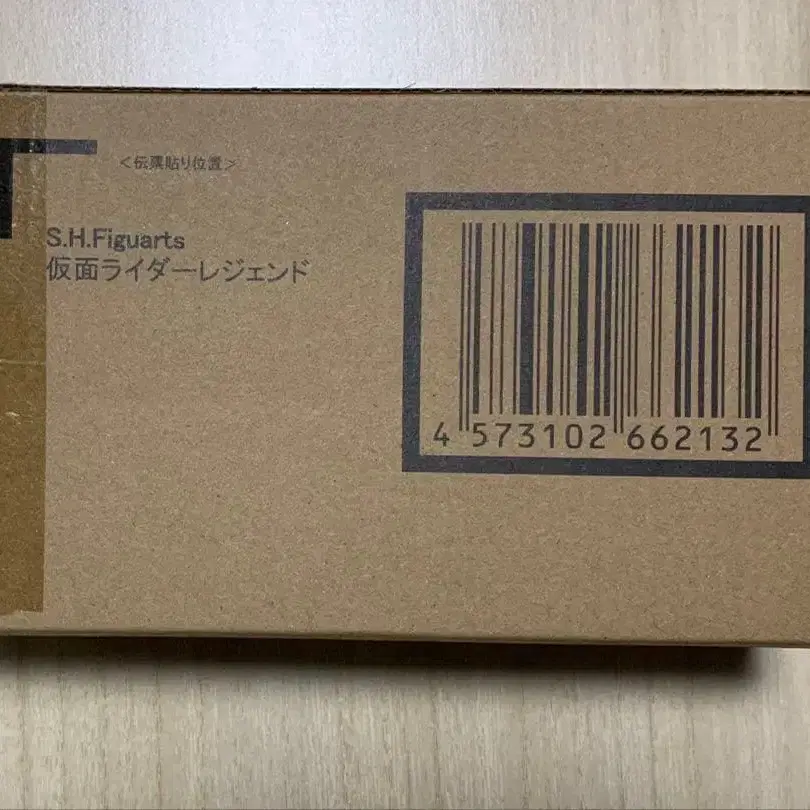 <伝票貼り位置>
S.H.Figuarts
仮面ライダーレジェンド
4 573102 662132